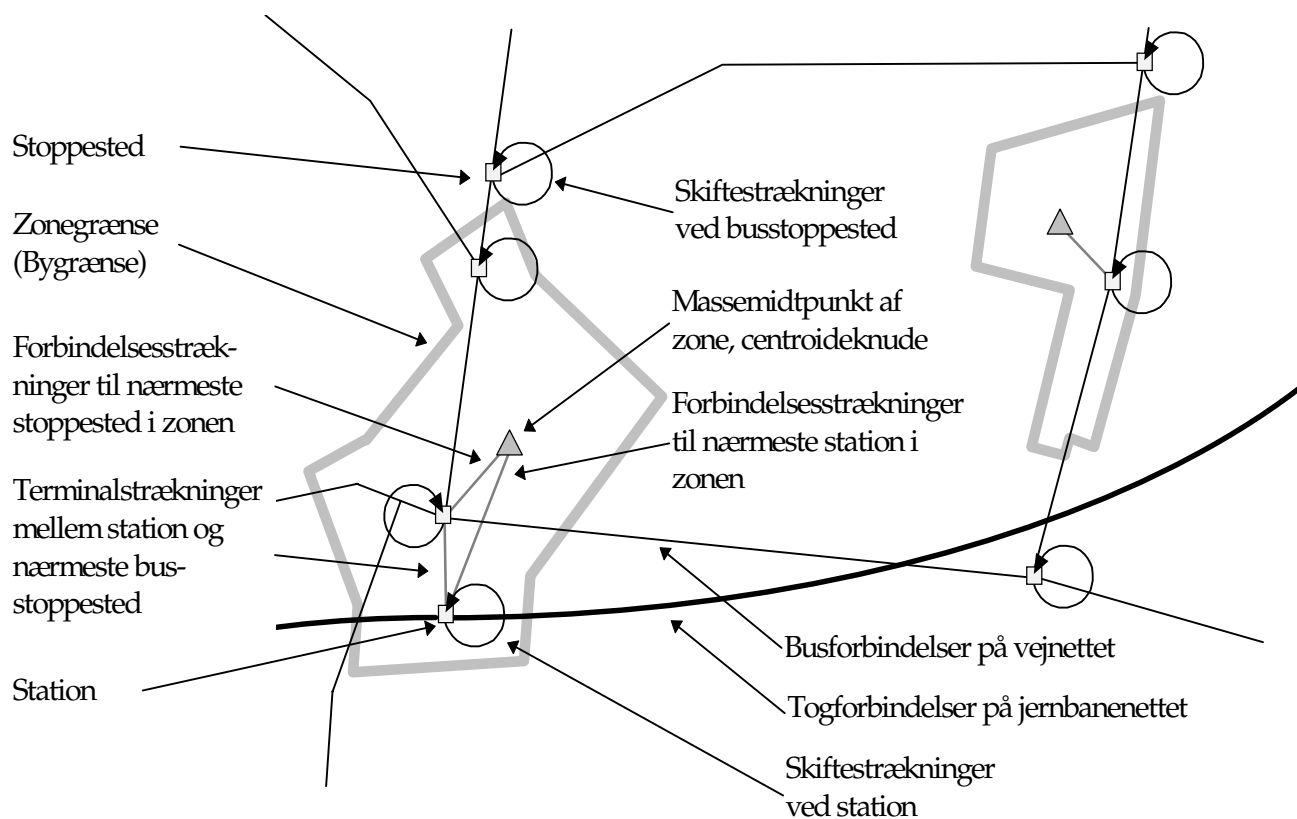 Stoppested
Zonegrænse
(Bygrænse)
Forbindelsesstræk-
ninger til nærmeste
stoppested i zonen
Terminalstrækninger
mellem station og
nærmeste bus-
stoppested
Station
Skiftestrækninger
ved busstoppested
Massemidtpunkt af
zone, centroideknude
Forbindelsesstrækninger
til nærmeste station i
zonen
Busforbindelser på vejnettet
Togforbindelser på jernbanenettet
Skiftestrækninger
ved station